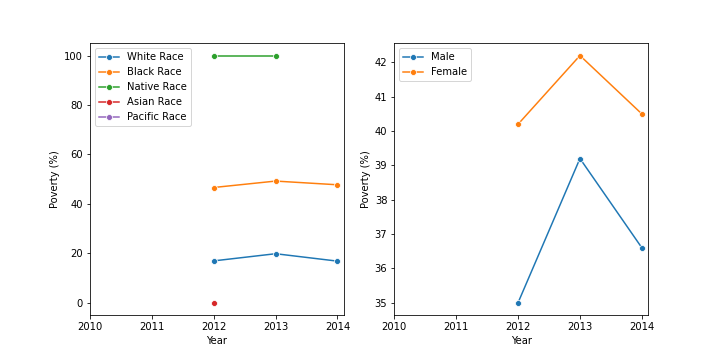 100
80
60
40
20
0
Poverty (%)
White Race
Black Race
Native Race
Asian Race
Pacific Race
2010 2011 2012 2013 2014
Year
42
41
40
39
38
37
36
35
Poverty (%)
Male
Female
2010 2011 2012 2013 2014
Year